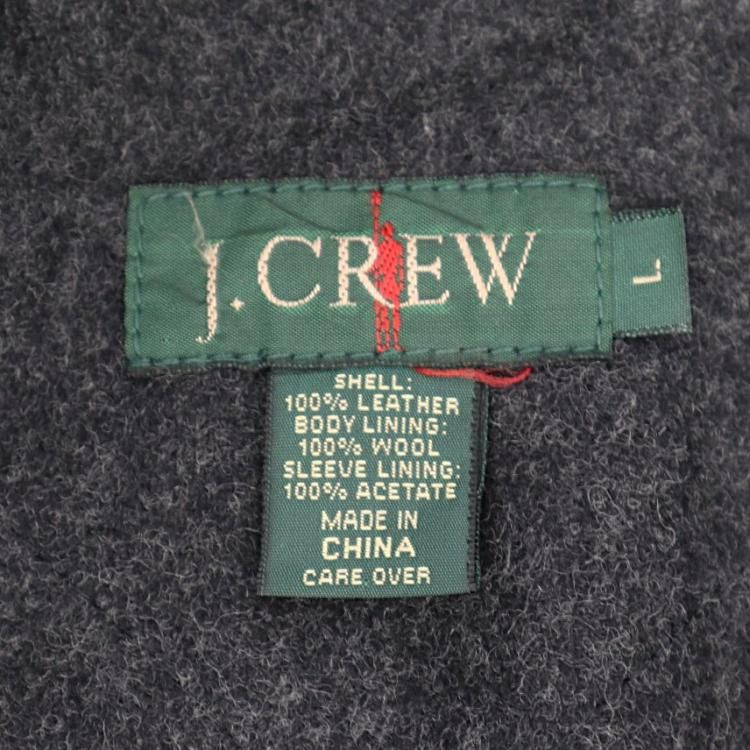 J.CREW
L
SHELL:
100% LEATHER
BODY LINING:
100% WOOL
SLEEVE LINING:
100% ACETATE
MADE IN
CHINA
CARE OVER